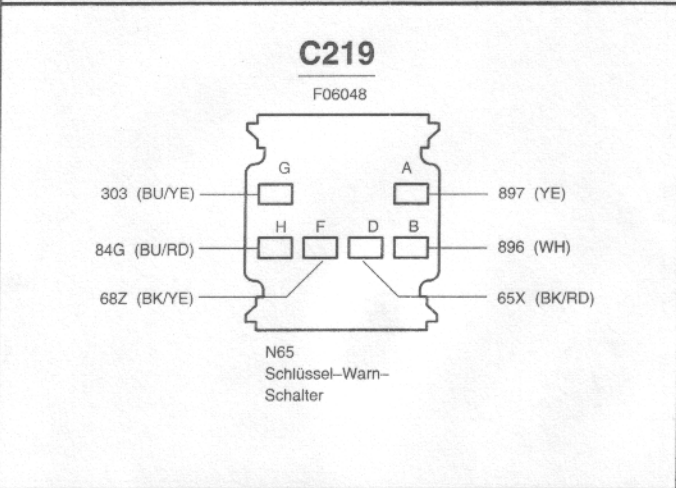 C219
F06048
G A
303 (BU/YE) 897 (YE)
H F D B
84G (BU/RD) 896 (WH)
68Z (BK/YE) 65X (BK/RD)
N65
Schlüssel–Warn–
Schalter